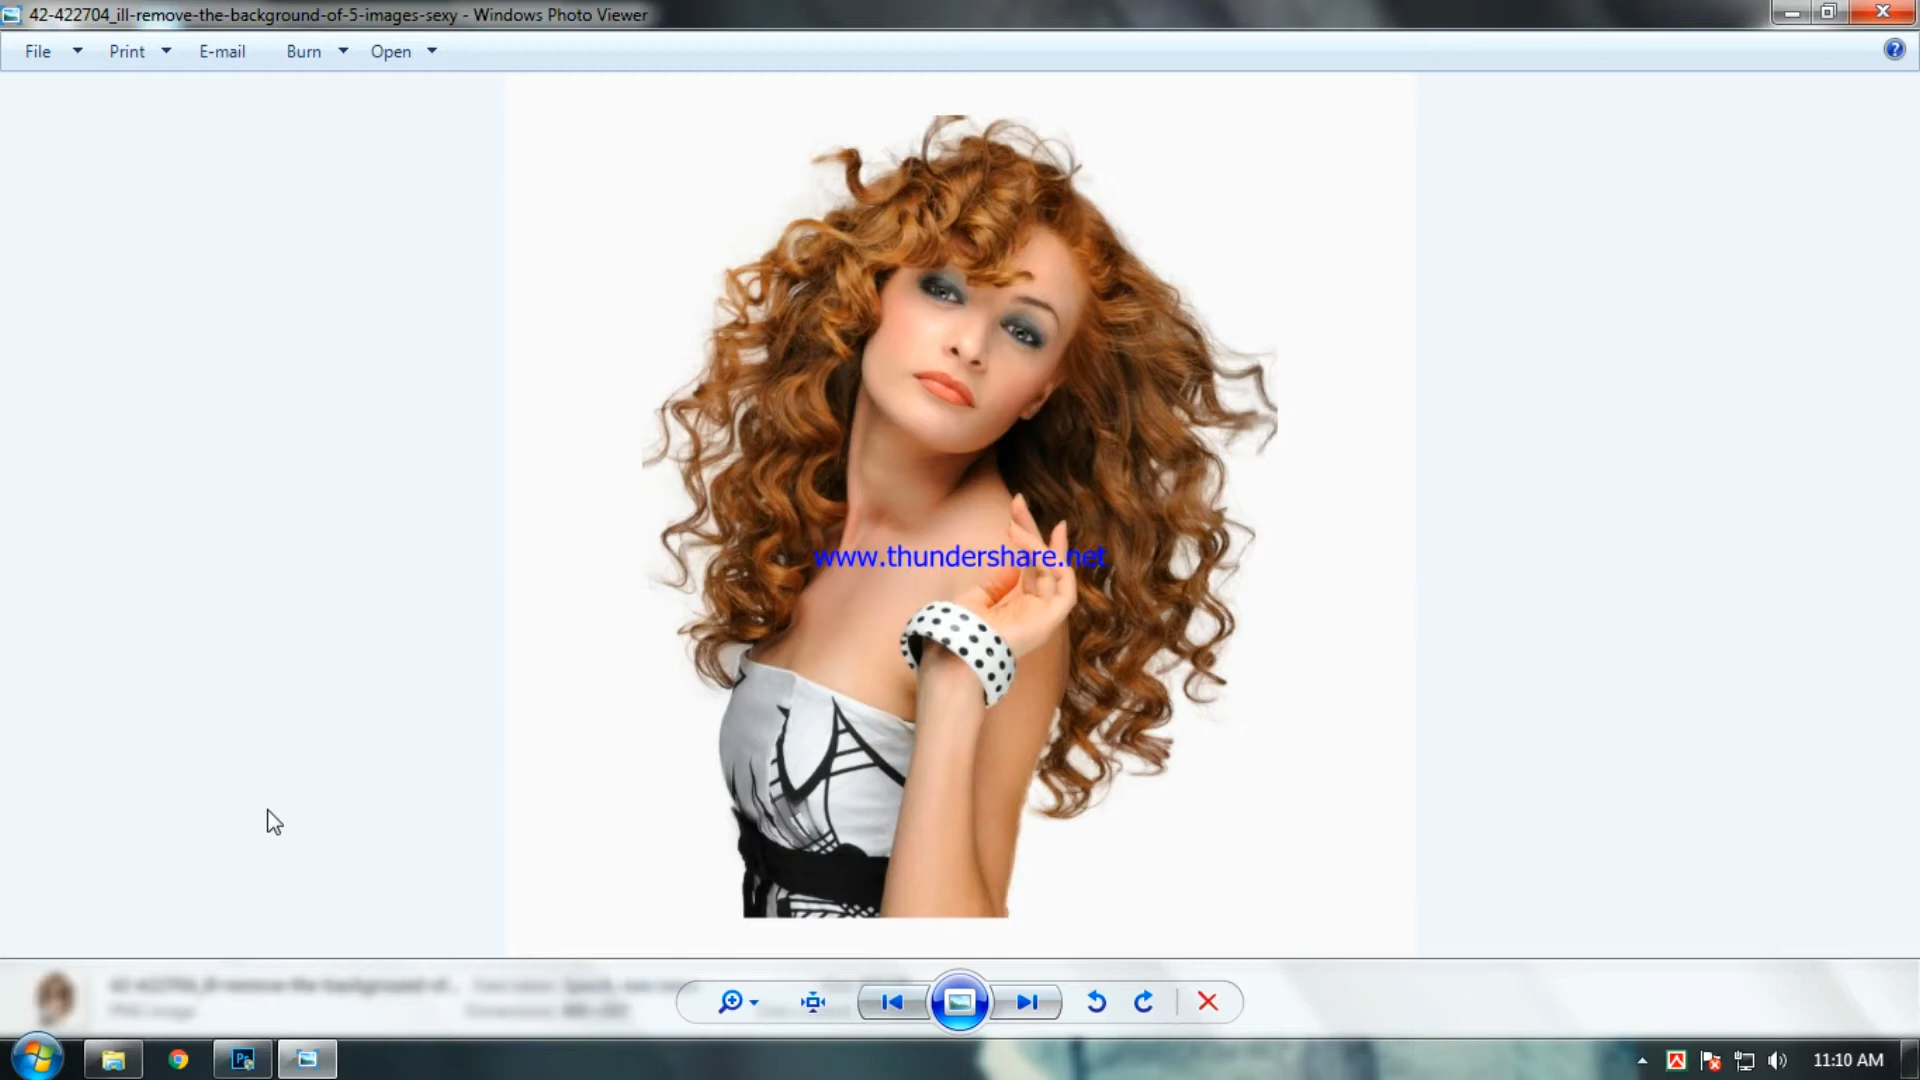 42-422704_ill-remove-the-background-of-5-images-sexy - Windows Photo Viewer
File Print E-mail Burn Open
www.thundershare.net
Ps
11:10 AM